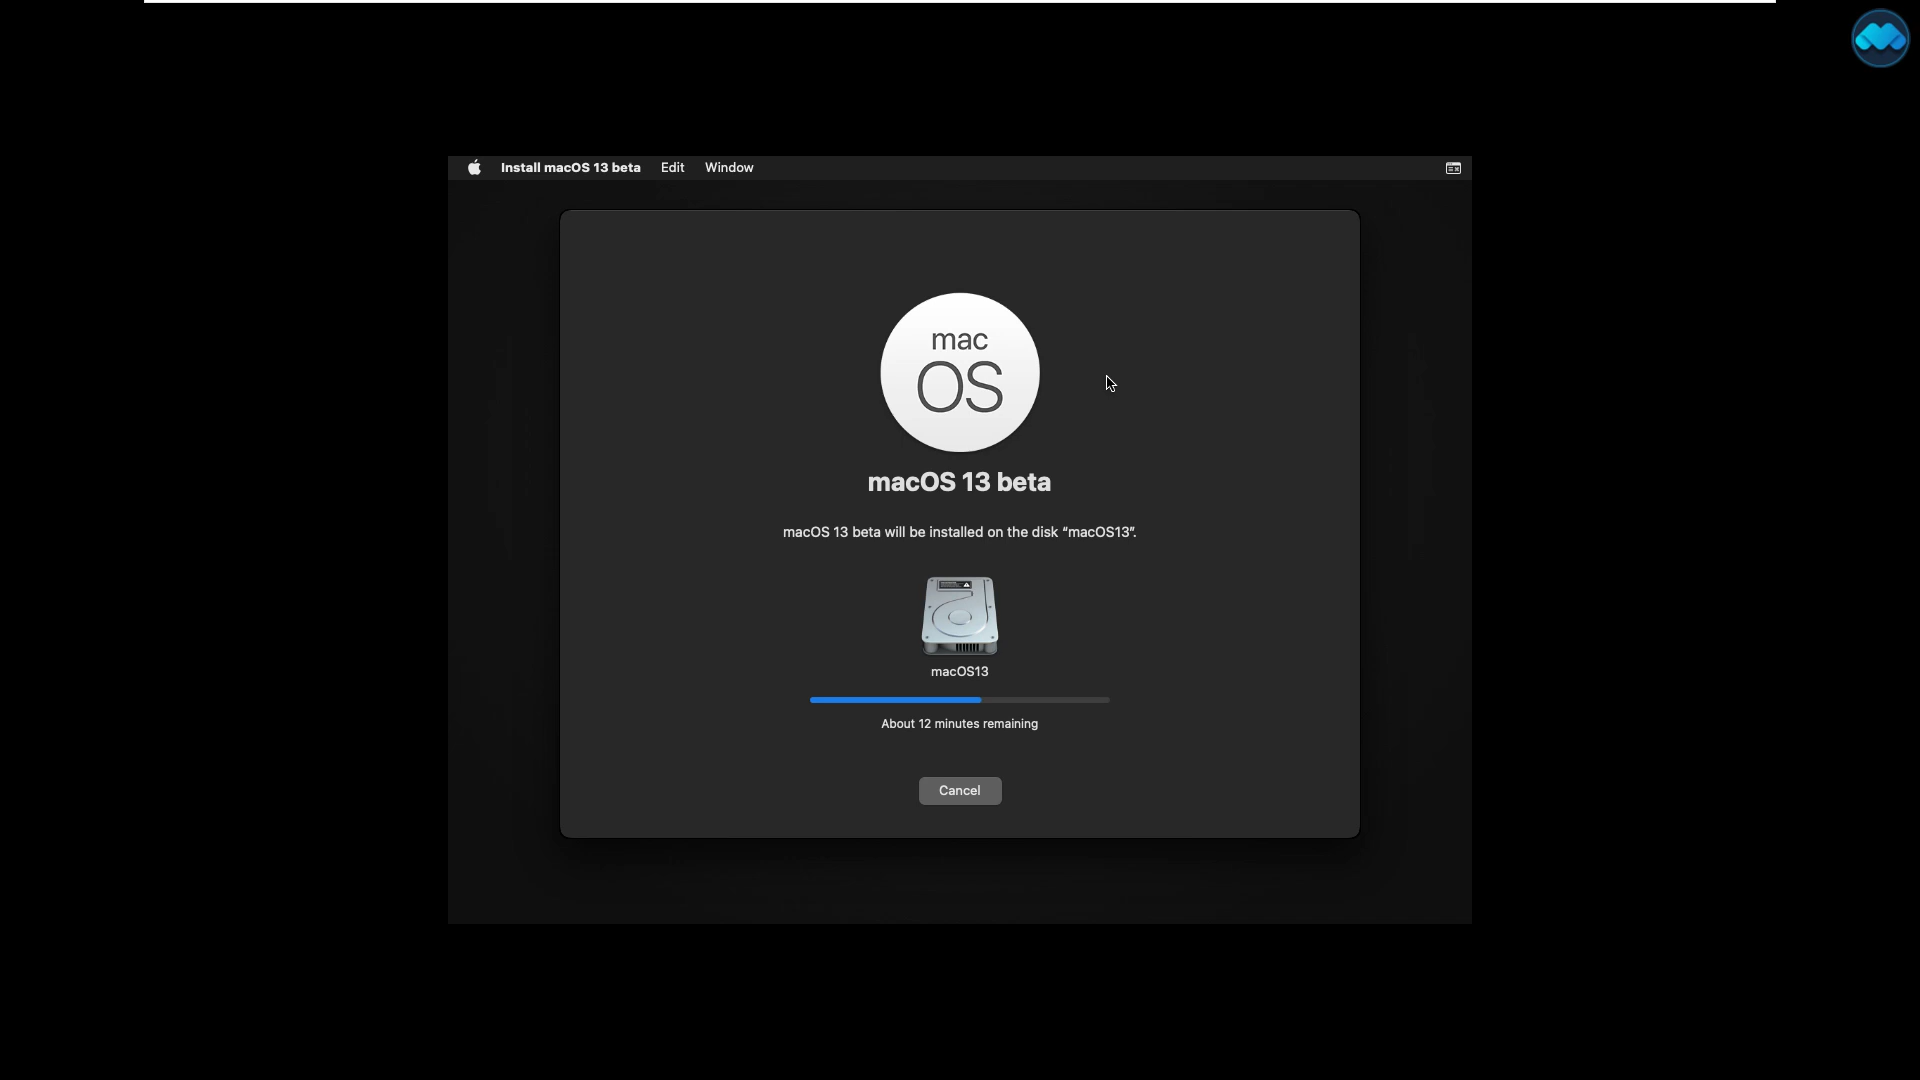 Install macOS 13 beta Edit Window
mac
OS
macOS 13 beta
macOS 13 beta will be installed on the disk “macOS13”.
macOS13
About 12 minutes remaining
Cancel